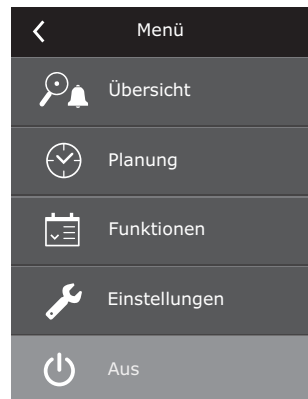 Menü
Übersicht
Planung
Funktionen
Einstellungen
Aus